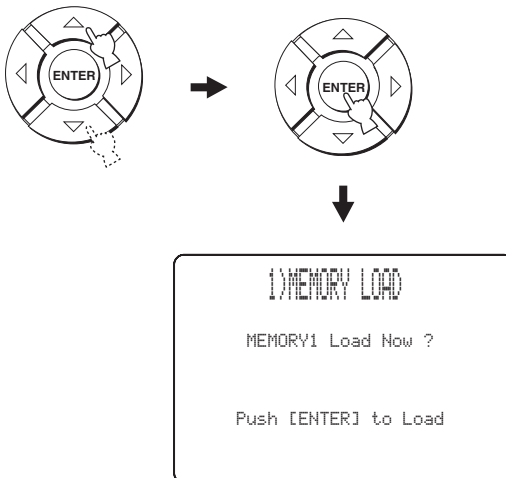 ENTER
ENTER
1)MEMORY LOAD
MEMORY1 Load Now ?
Push [ENTER] to Load